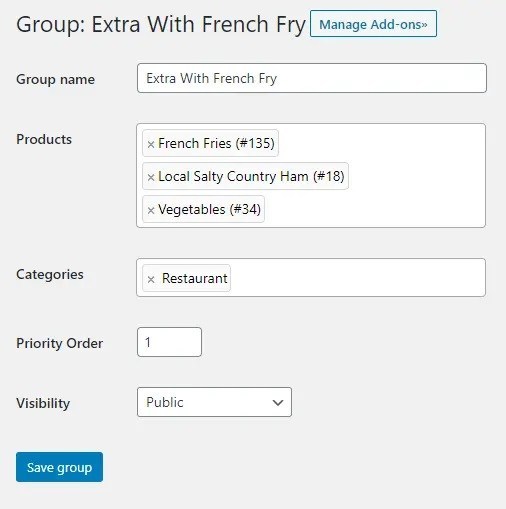 Group: Extra With French Fry Manage Add-ons»
Group name Extra With French Fry
Products × French Fries (#135)
× Local Salty Country Ham (#18)
× Vegetables (#34)
Categories × Restaurant
Priority Order 1
Visibility Public
Save group